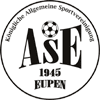 Königliche Allgemeine Sportvereinigung
ASE
1945
EUPEN